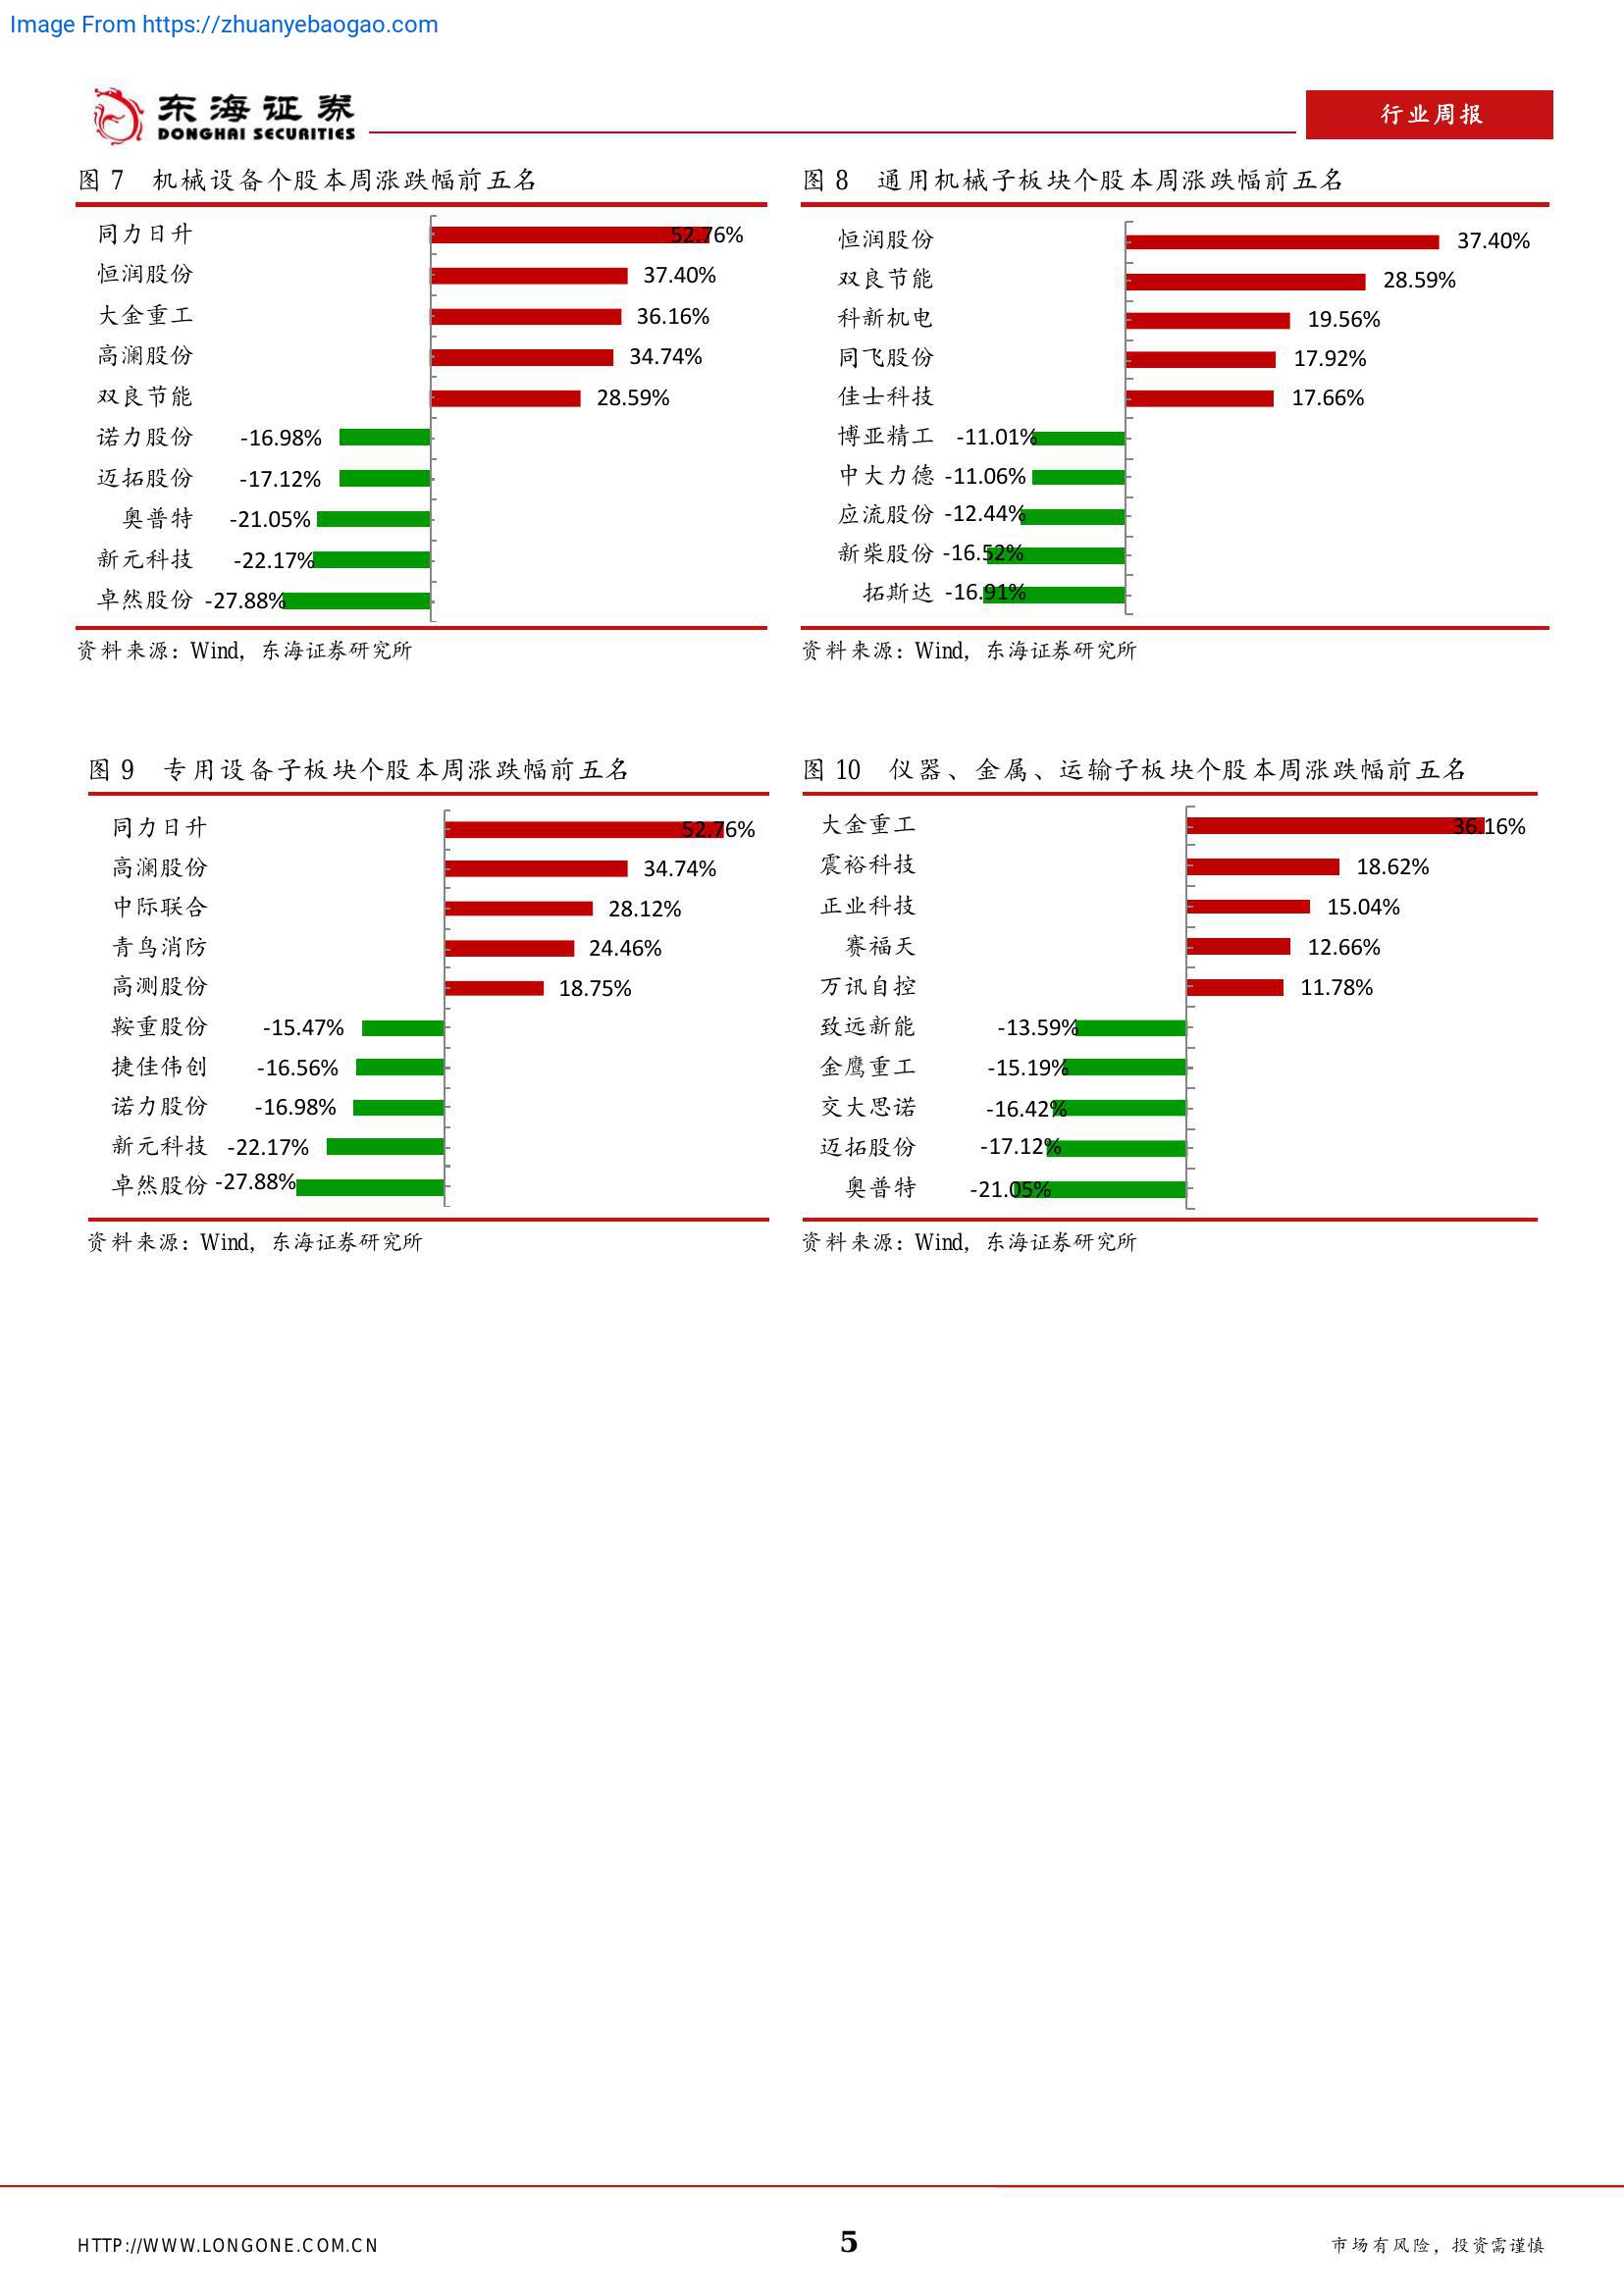 Image From https://zhuanyebaogao.com
东海证券
DONGHAI SECURITIES
行业周报
图 7 机械设备个股本周涨跌幅前五名
同力日升 52.76%
恒润股份 37.40%
大金重工 36.16%
高澜股份 34.74%
双良节能 28.59%
诺力股份 -16.98%
迈拓股份 -17.12%
奥普特 -21.05%
新元科技 -22.17%
卓然股份 -27.88%
资料来源：Wind，东海证券研究所
图 8 通用机械子板块个股本周涨跌幅前五名
恒润股份 37.40%
双良节能 28.59%
科新机电 19.56%
同飞股份 17.92%
佳士科技 17.66%
博亚精工 -11.01%
中大力德 -11.06%
应流股份 -12.44%
新柴股份 -16.52%
拓斯达 -16.91%
资料来源：Wind，东海证券研究所
图 9 专用设备子板块个股本周涨跌幅前五名
同力日升 52.76%
高澜股份 34.74%
中际联合 28.12%
青鸟消防 24.46%
高测股份 18.75%
鞍重股份 -15.47%
捷佳伟创 -16.56%
诺力股份 -16.98%
新元科技 -22.17%
卓然股份 -27.88%
资料来源：Wind，东海证券研究所
图 10 仪器、金属、运输子板块个股本周涨跌幅前五名
大金重工 36.16%
震裕科技 18.62%
正业科技 15.04%
赛福天 12.66%
万讯自控 11.78%
致远新能 -13.59%
金鹰重工 -15.19%
交大思诺 -16.42%
迈拓股份 -17.12%
奥普特 -21.05%
资料来源：Wind，东海证券研究所
HTTP://WWW.LONGONE.COM.CN
5
市场有风险，投资需谨慎